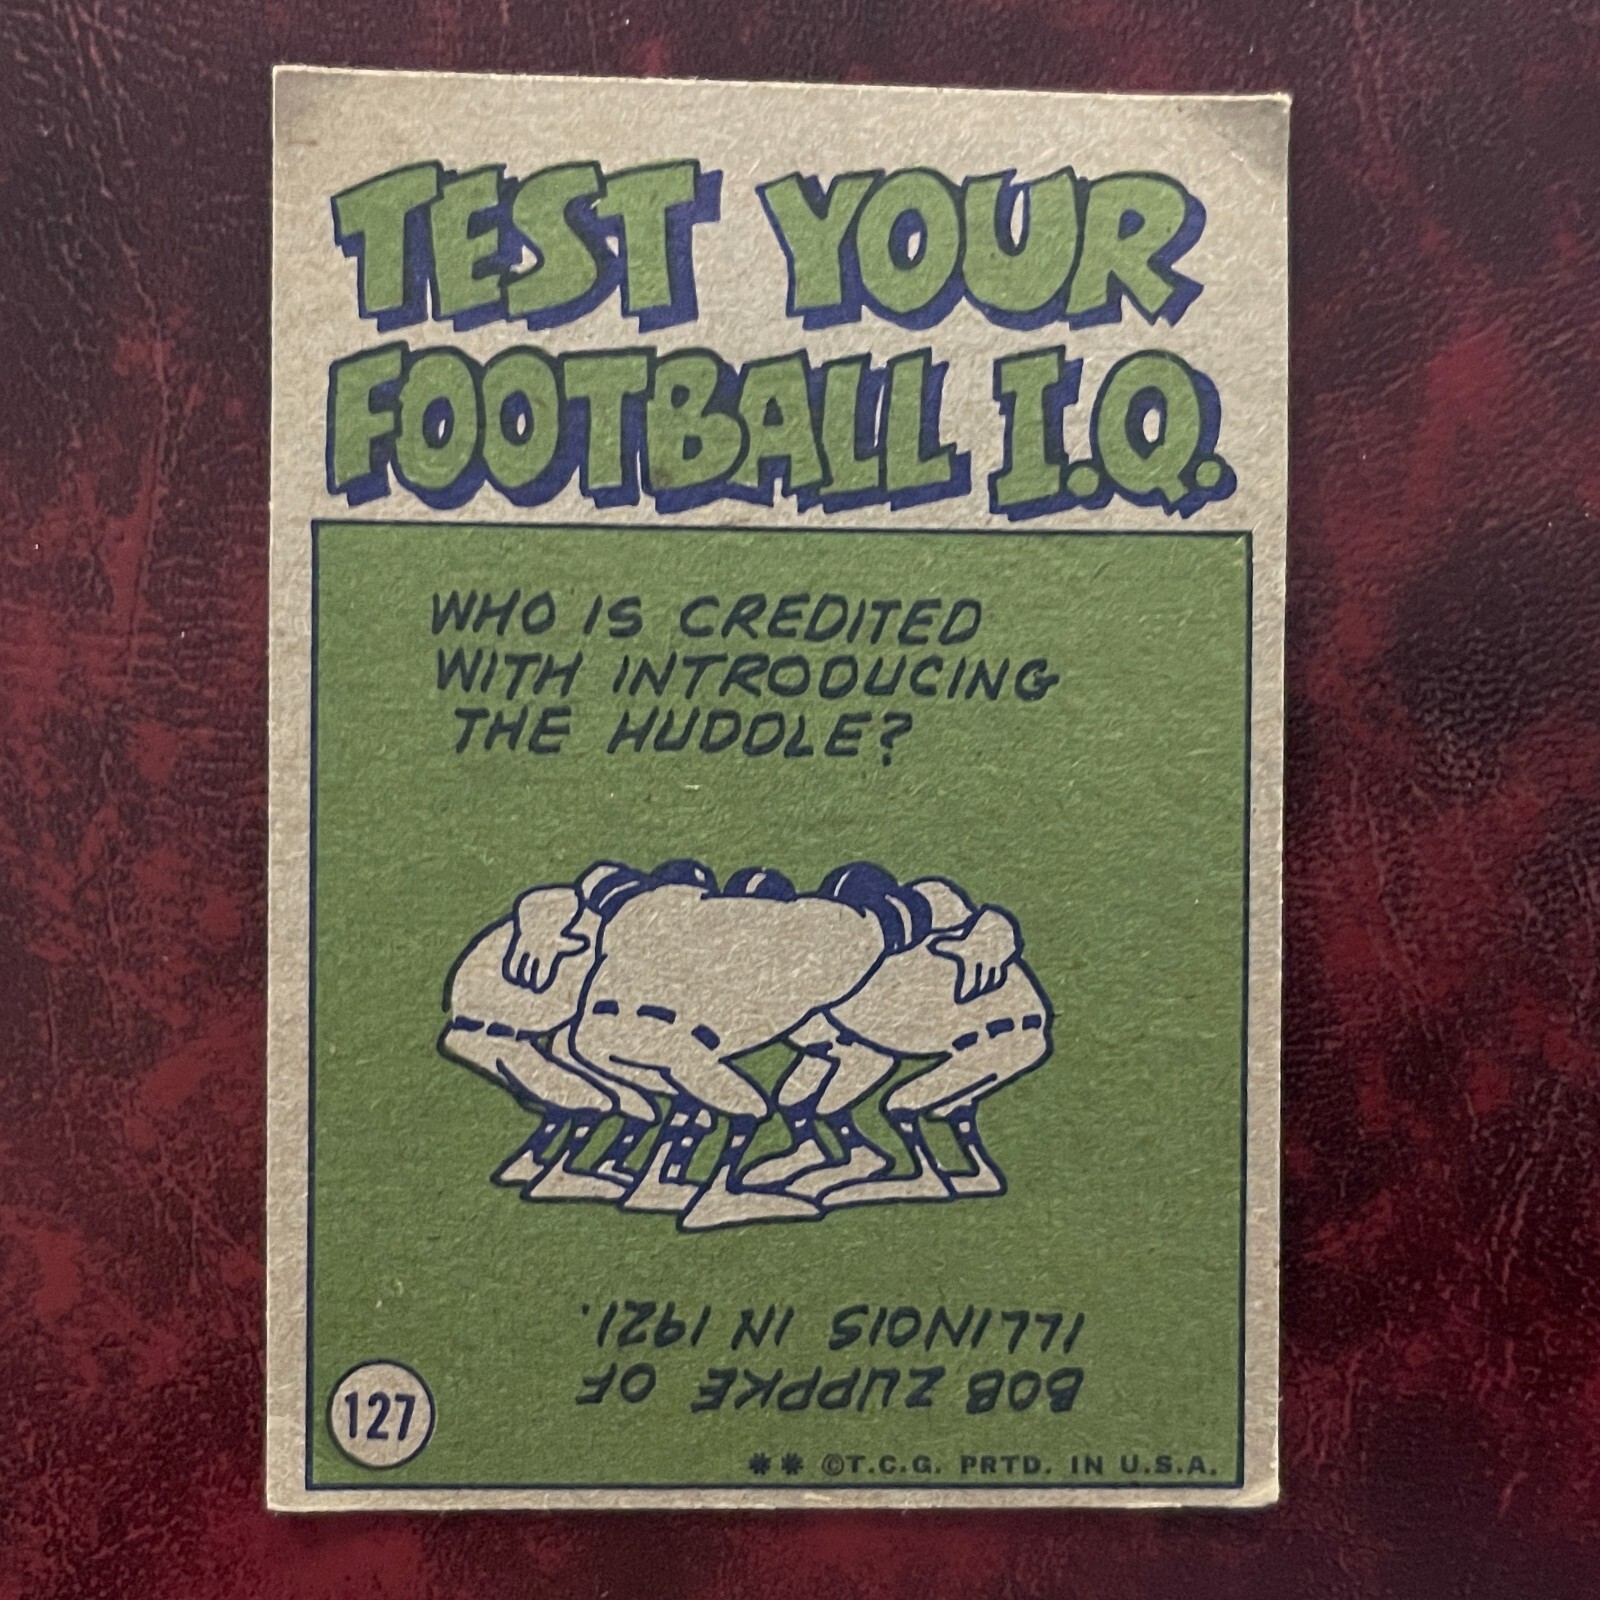 TEST YOUR
FOOTBALL I.Q.
WHO IS CREDITED
WITH INTRODUCING
THE HUDDLE?
BOB ZUPPKE OF
ILLINOIS IN 1921.
127
** ©T.C.G. PRTD. IN U.S.A.